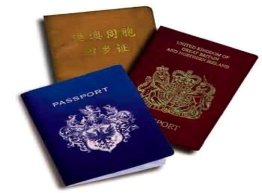 港澳同胞
回乡证
UNITED KINGDOM OF
GREAT BRITAIN
AND NORTHERN IRELAND
PASSPORT